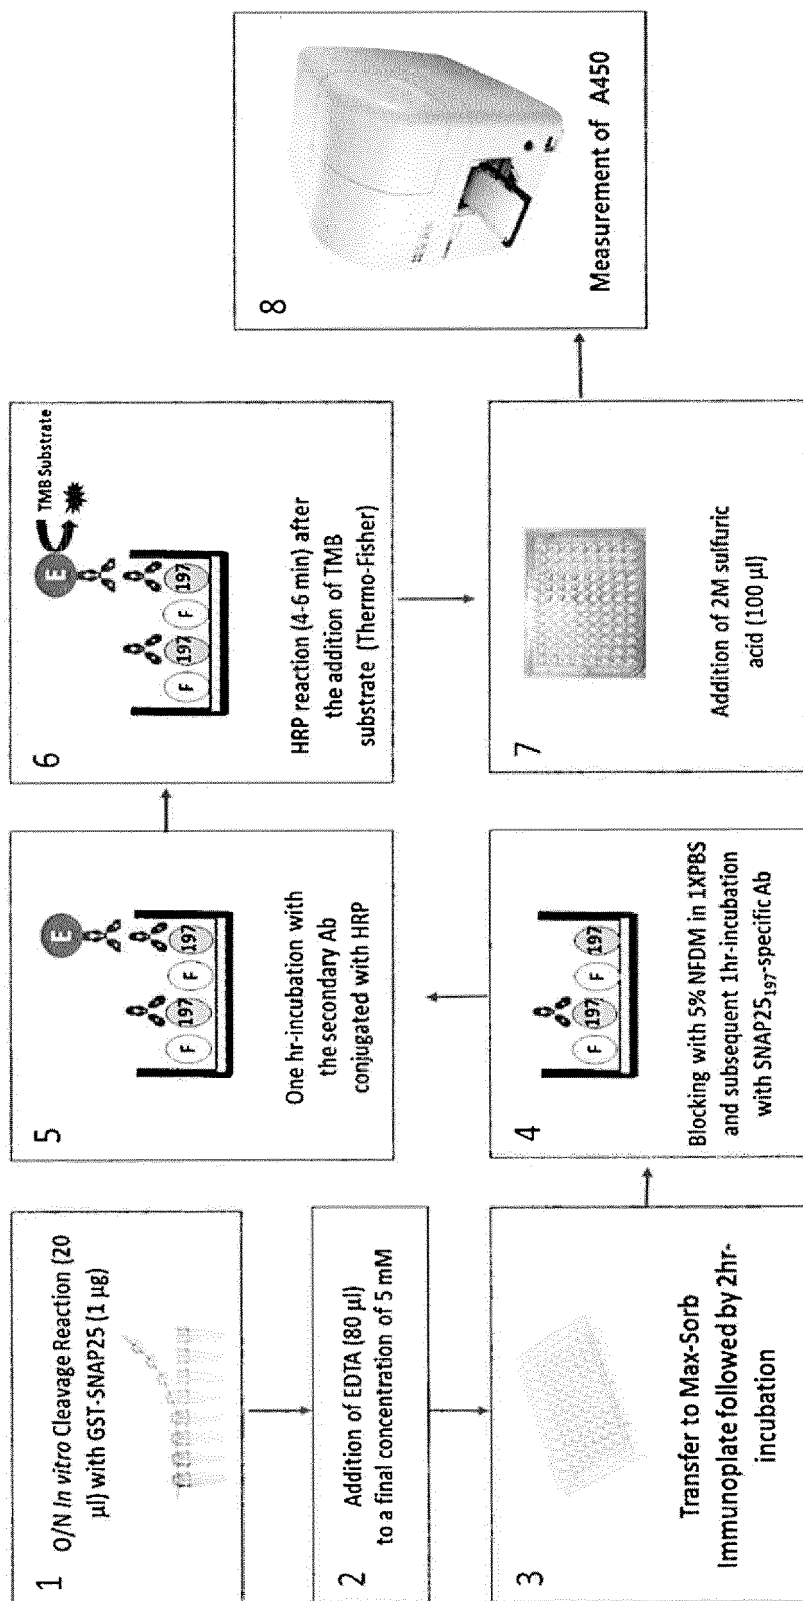 1
O/N In vitro Cleavage Reaction (20
µl) with GST-SNAP25 (1 µg)
2
Addition of EDTA (80 µl)
to a final concentration of 5 mM
3
Transfer to Max-Sorb
Immunoplate followed by 2hr-
incubation
4
F 197 F 197
Blocking with 5% NFDM in 1XPBS
and subsequent 1hr-incubation
with SNAP25₁₉₇-specific Ab
5
E
F 197 F 197
One hr-incubation with
the secondary Ab
conjugated with HRP
6
TMB Substrate
E
F 197 F 197
HRP reaction (4-6 min) after
the addition of TMB
substrate (Thermo-Fisher)
7
Addition of 2M sulfuric
acid (100 µl)
8
Measurement of A450